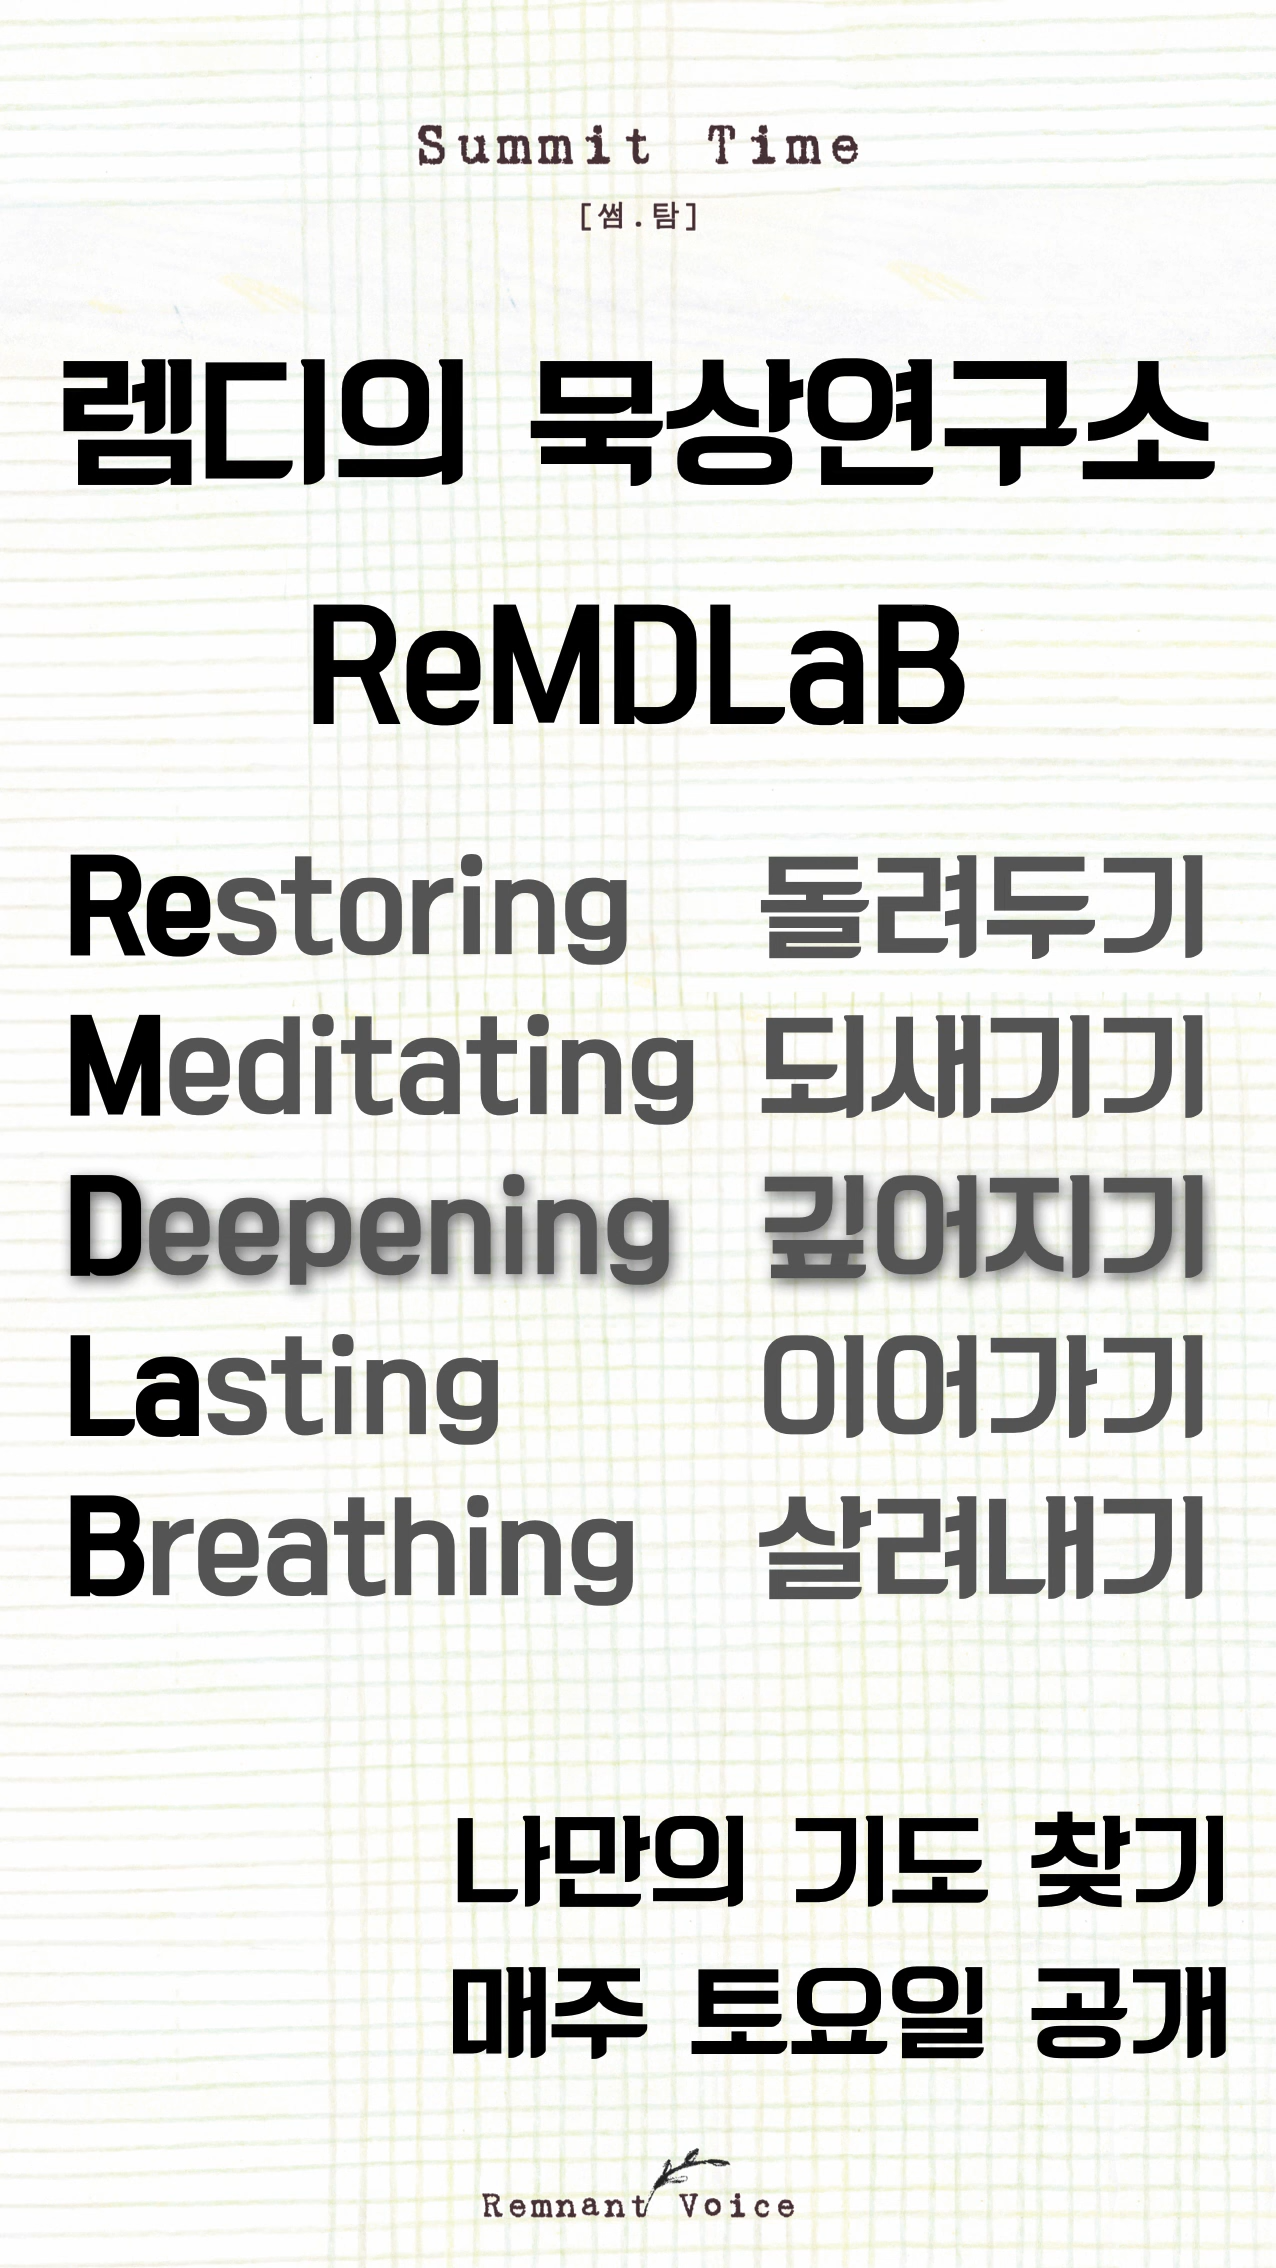 Summit Time
[썸.탐]
렘디의 묵상연구소
ReMDLaB
Restoring 돌려두기
Meditating 되새기기
Deepening 깊어지기
Lasting 이어가기
Breathing 살려내기
나만의 기도 찾기
매주 토요일 공개
Remnant Voice